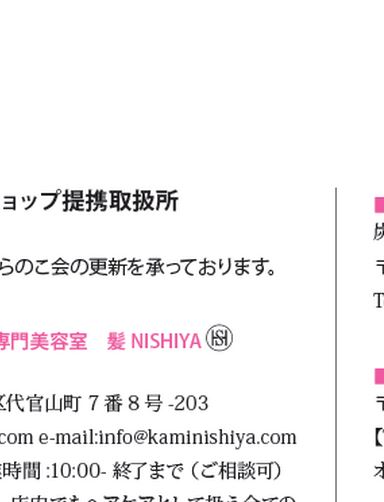 ョップ提携取扱所
らのこ会の更新を承っております。
専門美容室　髪 NISHIYA
区代官山町 7 番 8 号 -203
com e-mail:info@kaminishiya.com
業時間 :10:00- 終了まで（ご相談可）
〒
T
〒
【